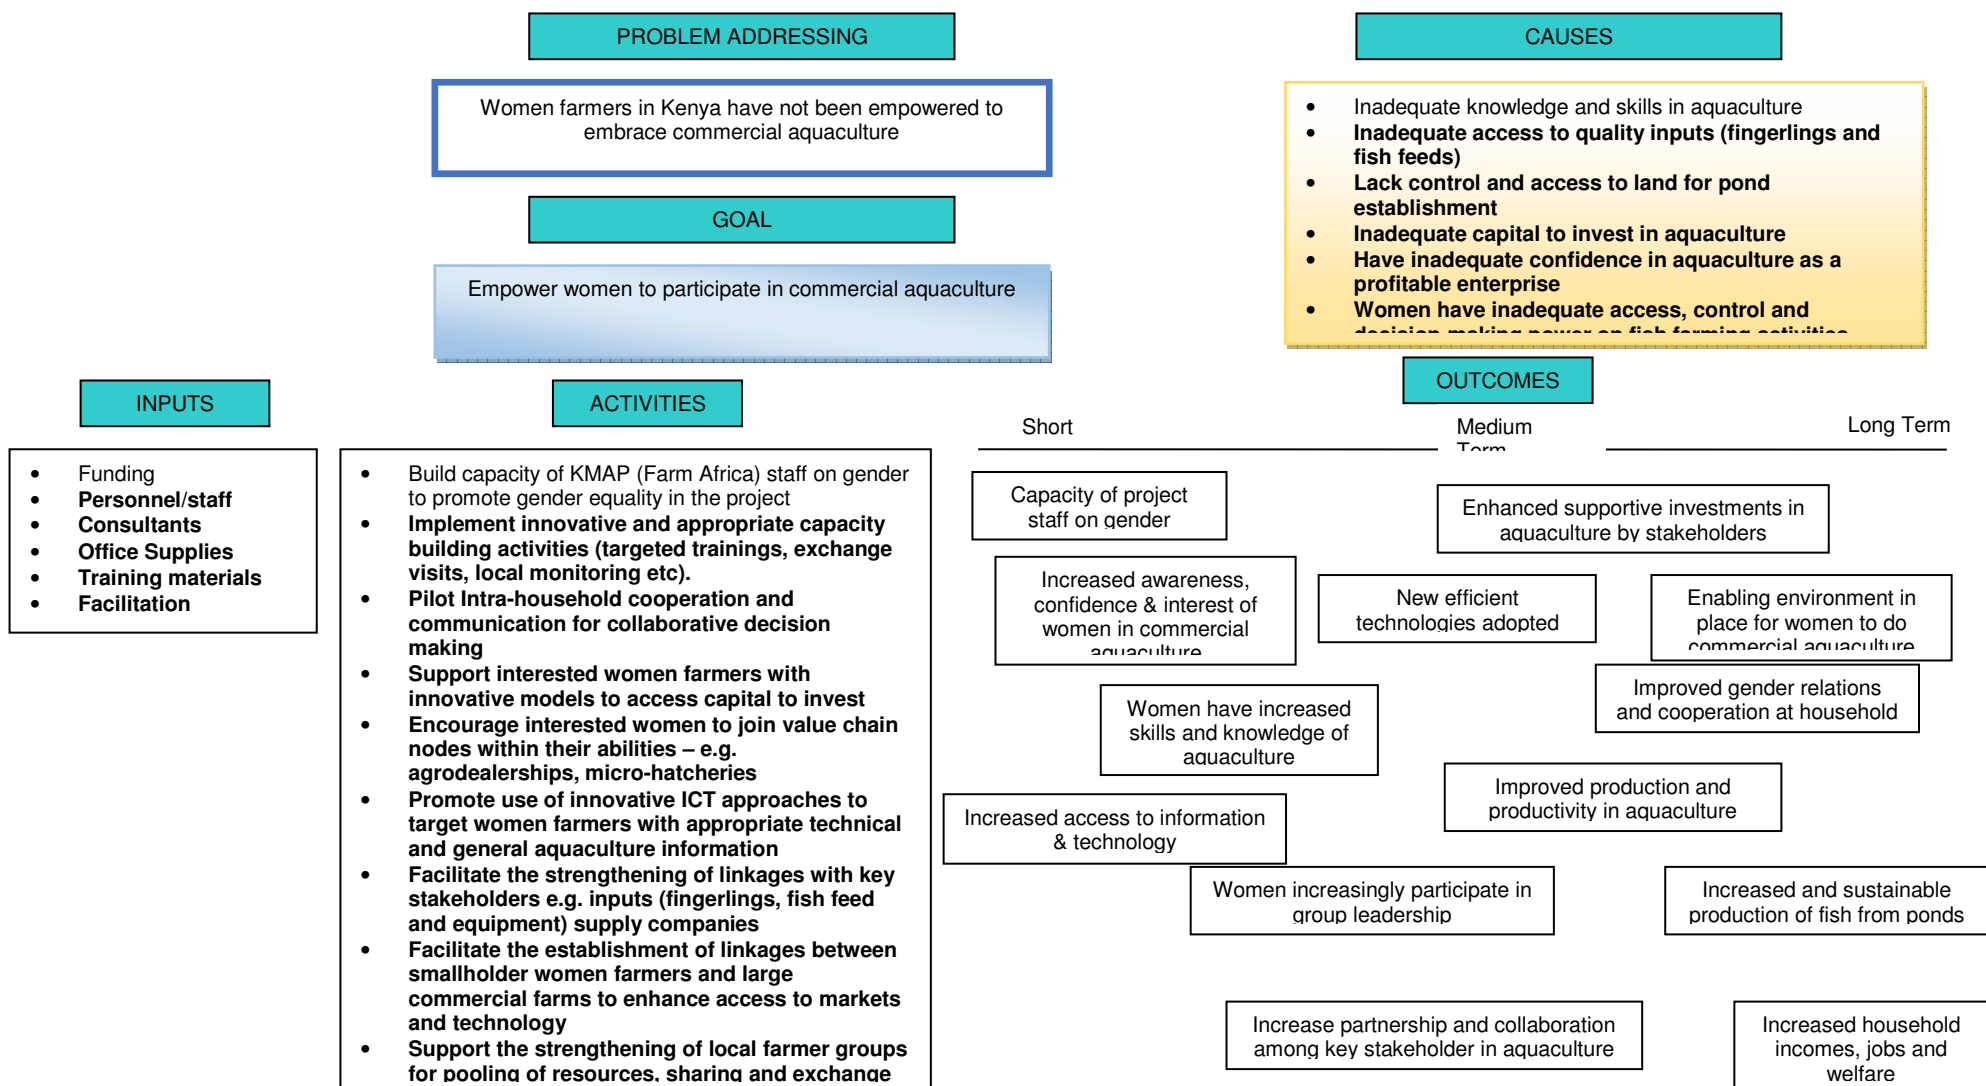 PROBLEM ADDRESSING
Women farmers in Kenya have not been empowered to
embrace commercial aquaculture
GOAL
Empower women to participate in commercial aquaculture
CAUSES
• Inadequate knowledge and skills in aquaculture
• Inadequate access to quality inputs (fingerlings and
fish feeds)
• Lack control and access to land for pond
establishment
• Inadequate capital to invest in aquaculture
• Have inadequate confidence in aquaculture as a
profitable enterprise
• Women have inadequate access, control and
decision making power on fish farming activities
INPUTS
• Funding
• Personnel/staff
• Consultants
• Office Supplies
• Training materials
• Facilitation
ACTIVITIES
• Build capacity of KMAP (Farm Africa) staff on gender
to promote gender equality in the project
• Implement innovative and appropriate capacity
building activities (targeted trainings, exchange
visits, local monitoring etc).
• Pilot Intra-household cooperation and
communication for collaborative decision
making
• Support interested women farmers with
innovative models to access capital to invest
• Encourage interested women to join value chain
nodes within their abilities – e.g.
agrodealerships, micro-hatcheries
• Promote use of innovative ICT approaches to
target women farmers with appropriate technical
and general aquaculture information
• Facilitate the strengthening of linkages with key
stakeholders e.g. inputs (fingerlings, fish feed
and equipment) supply companies
• Facilitate the establishment of linkages between
smallholder women farmers and large
commercial farms to enhance access to markets
and technology
• Support the strengthening of local farmer groups
for pooling of resources, sharing and exchange
OUTCOMES
Short
Medium
Term
Long Term
Capacity of project
staff on gender
Enhanced supportive investments in
aquaculture by stakeholders
Increased awareness,
confidence & interest of
women in commercial
aquaculture
New efficient
technologies adopted
Enabling environment in
place for women to do
commercial aquaculture
Improved gender relations
and cooperation at household
Women have increased
skills and knowledge of
aquaculture
Improved production and
productivity in aquaculture
Increased access to information
& technology
Women increasingly participate in
group leadership
Increased and sustainable
production of fish from ponds
Increase partnership and collaboration
among key stakeholder in aquaculture
Increased household
incomes, jobs and
welfare